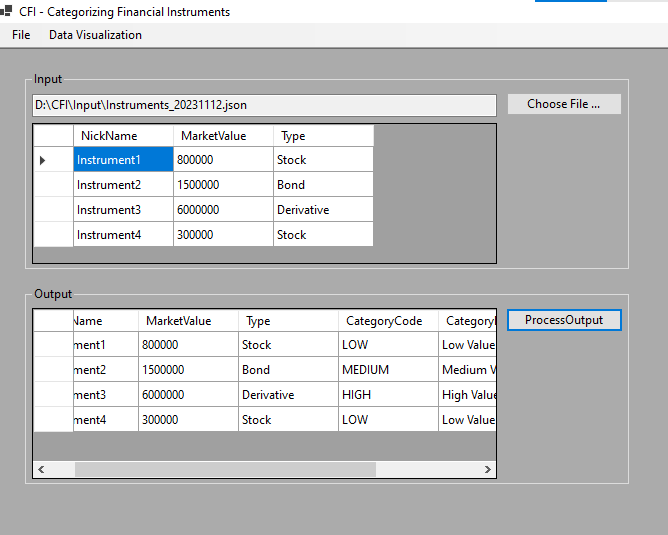 CFI - Categorizing Financial Instruments
File Data Visualization
Input
D:\CFI\Input\Instruments_20231112.json Choose File ...
NickName MarketValue Type
Instrument1 800000 Stock
Instrument2 1500000 Bond
Instrument3 6000000 Derivative
Instrument4 300000 Stock
Output
Name MarketValue Type CategoryCode Category ProcessOutput
ment1 800000 Stock LOW Low Value
ment2 1500000 Bond MEDIUM Medium V
ment3 6000000 Derivative HIGH High Value
ment4 300000 Stock LOW Low Value